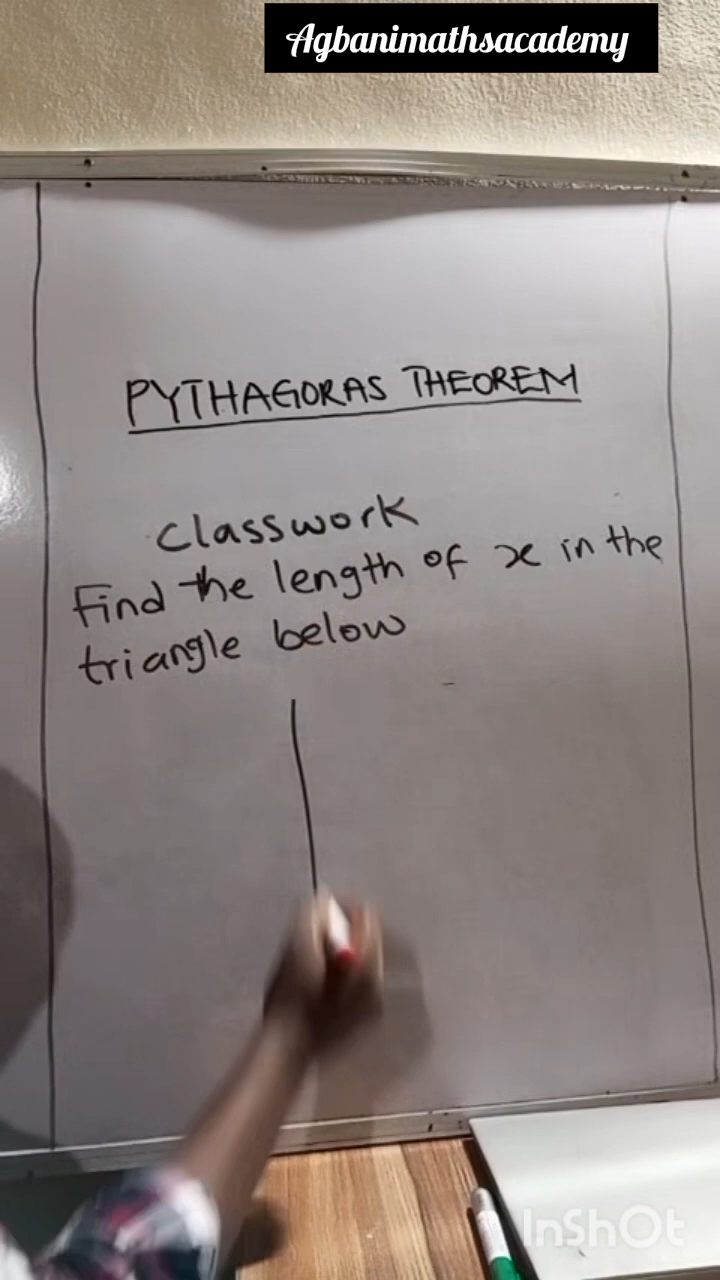 Agbanimathsacademy
PYTHAGORAS THEOREM
classwork
Find the length of x in the
triangle below
InShOt